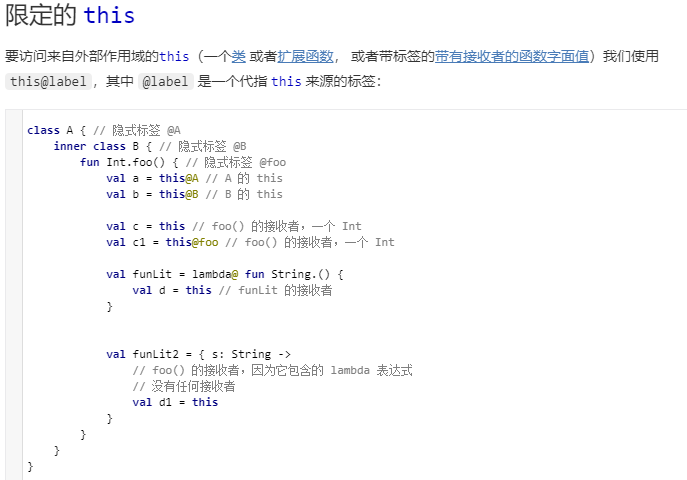 限定的 this
要访问来自外部作用域的this（一个类 或者扩展函数， 或者带标签的带有接收者的函数字面值）我们使用
this@label，其中 @label 是一个代指 this 来源的标签：
class A { // 隐式标签 @A
    inner class B { // 隐式标签 @B
        fun Int.foo() { // 隐式标签 @foo
            val a = this@A // A 的 this
            val b = this@B // B 的 this
            val c = this // foo() 的接收者，一个 Int
            val c1 = this@foo // foo() 的接收者，一个 Int
            val funLit = lambda@ fun String.() {
                val d = this // funLit 的接收者
            }
            val funLit2 = { s: String ->
                // foo() 的接收者，因为它包含的 lambda 表达式
                // 没有任何接收者
                val d1 = this
            }
        }
    }
}